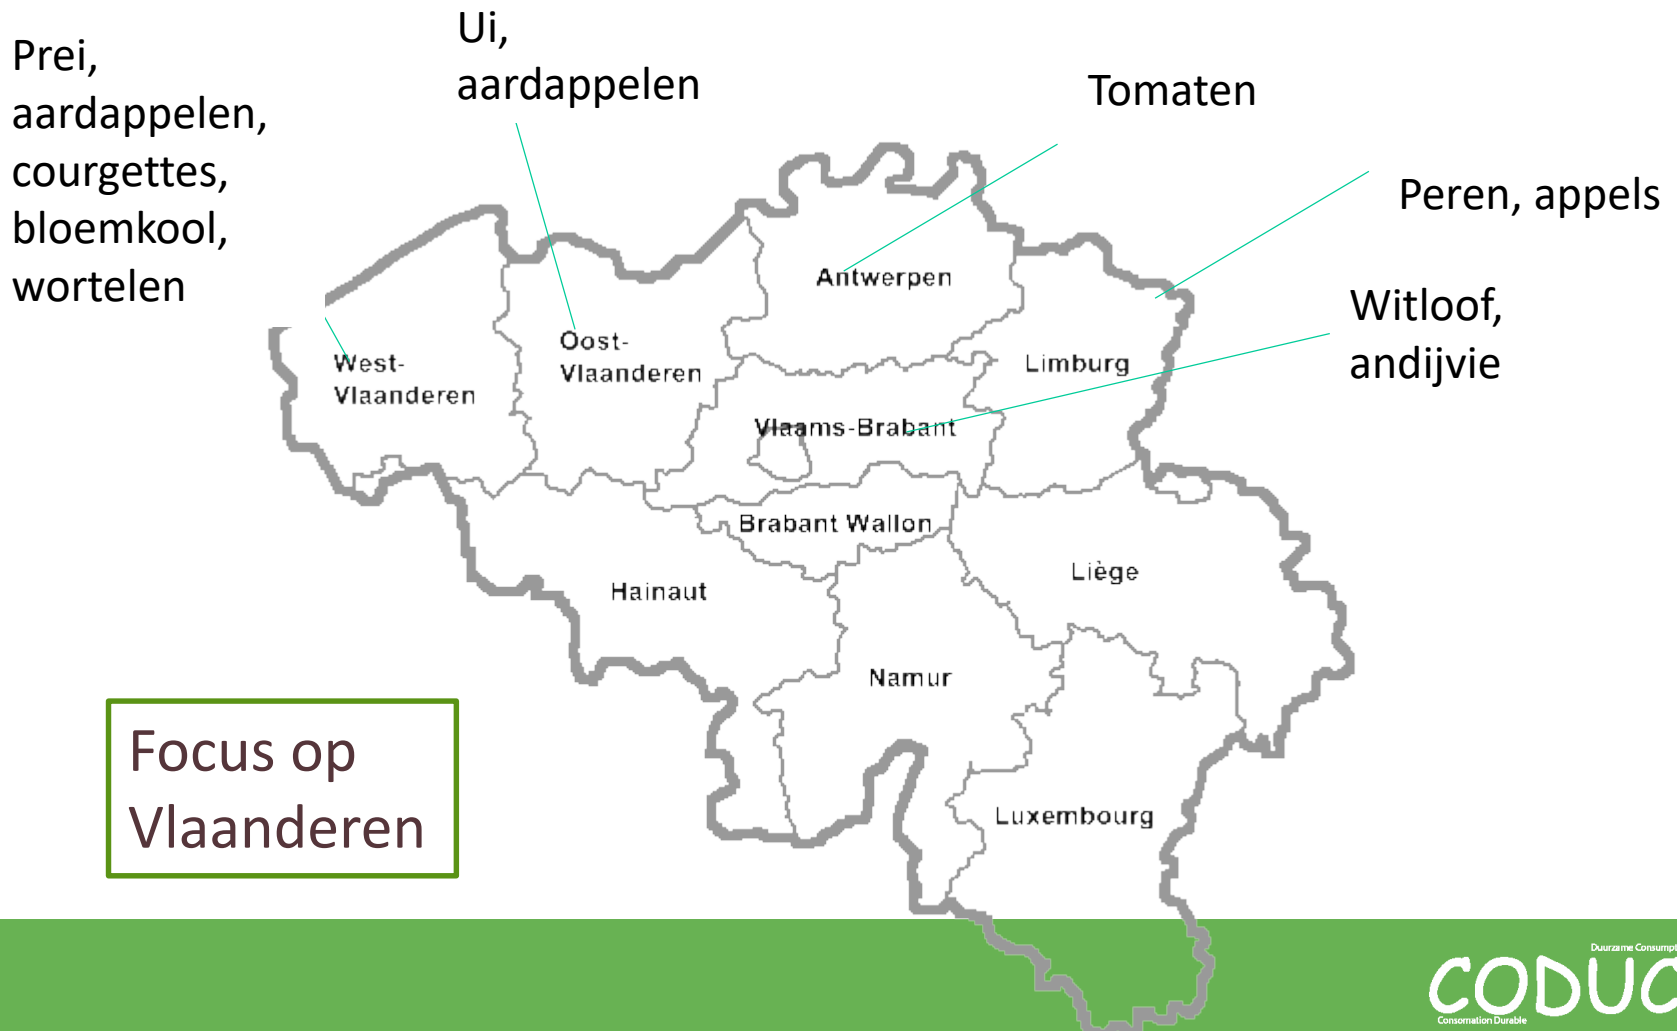 Prei,
aardappelen,
courgettes,
bloemkool,
wortelen
Ui,
aardappelen
Tomaten
Peren, appels
Witloof,
andijvie
Antwerpen
Oost-
Vlaanderen
West-
Vlaanderen
Limburg
Vlaams-Brabant
Brabant Wallon
Hainaut
Liège
Namur
Luxembourg
Focus op
Vlaanderen
Duurzame Consumpt
CODUC
Consomation Durable